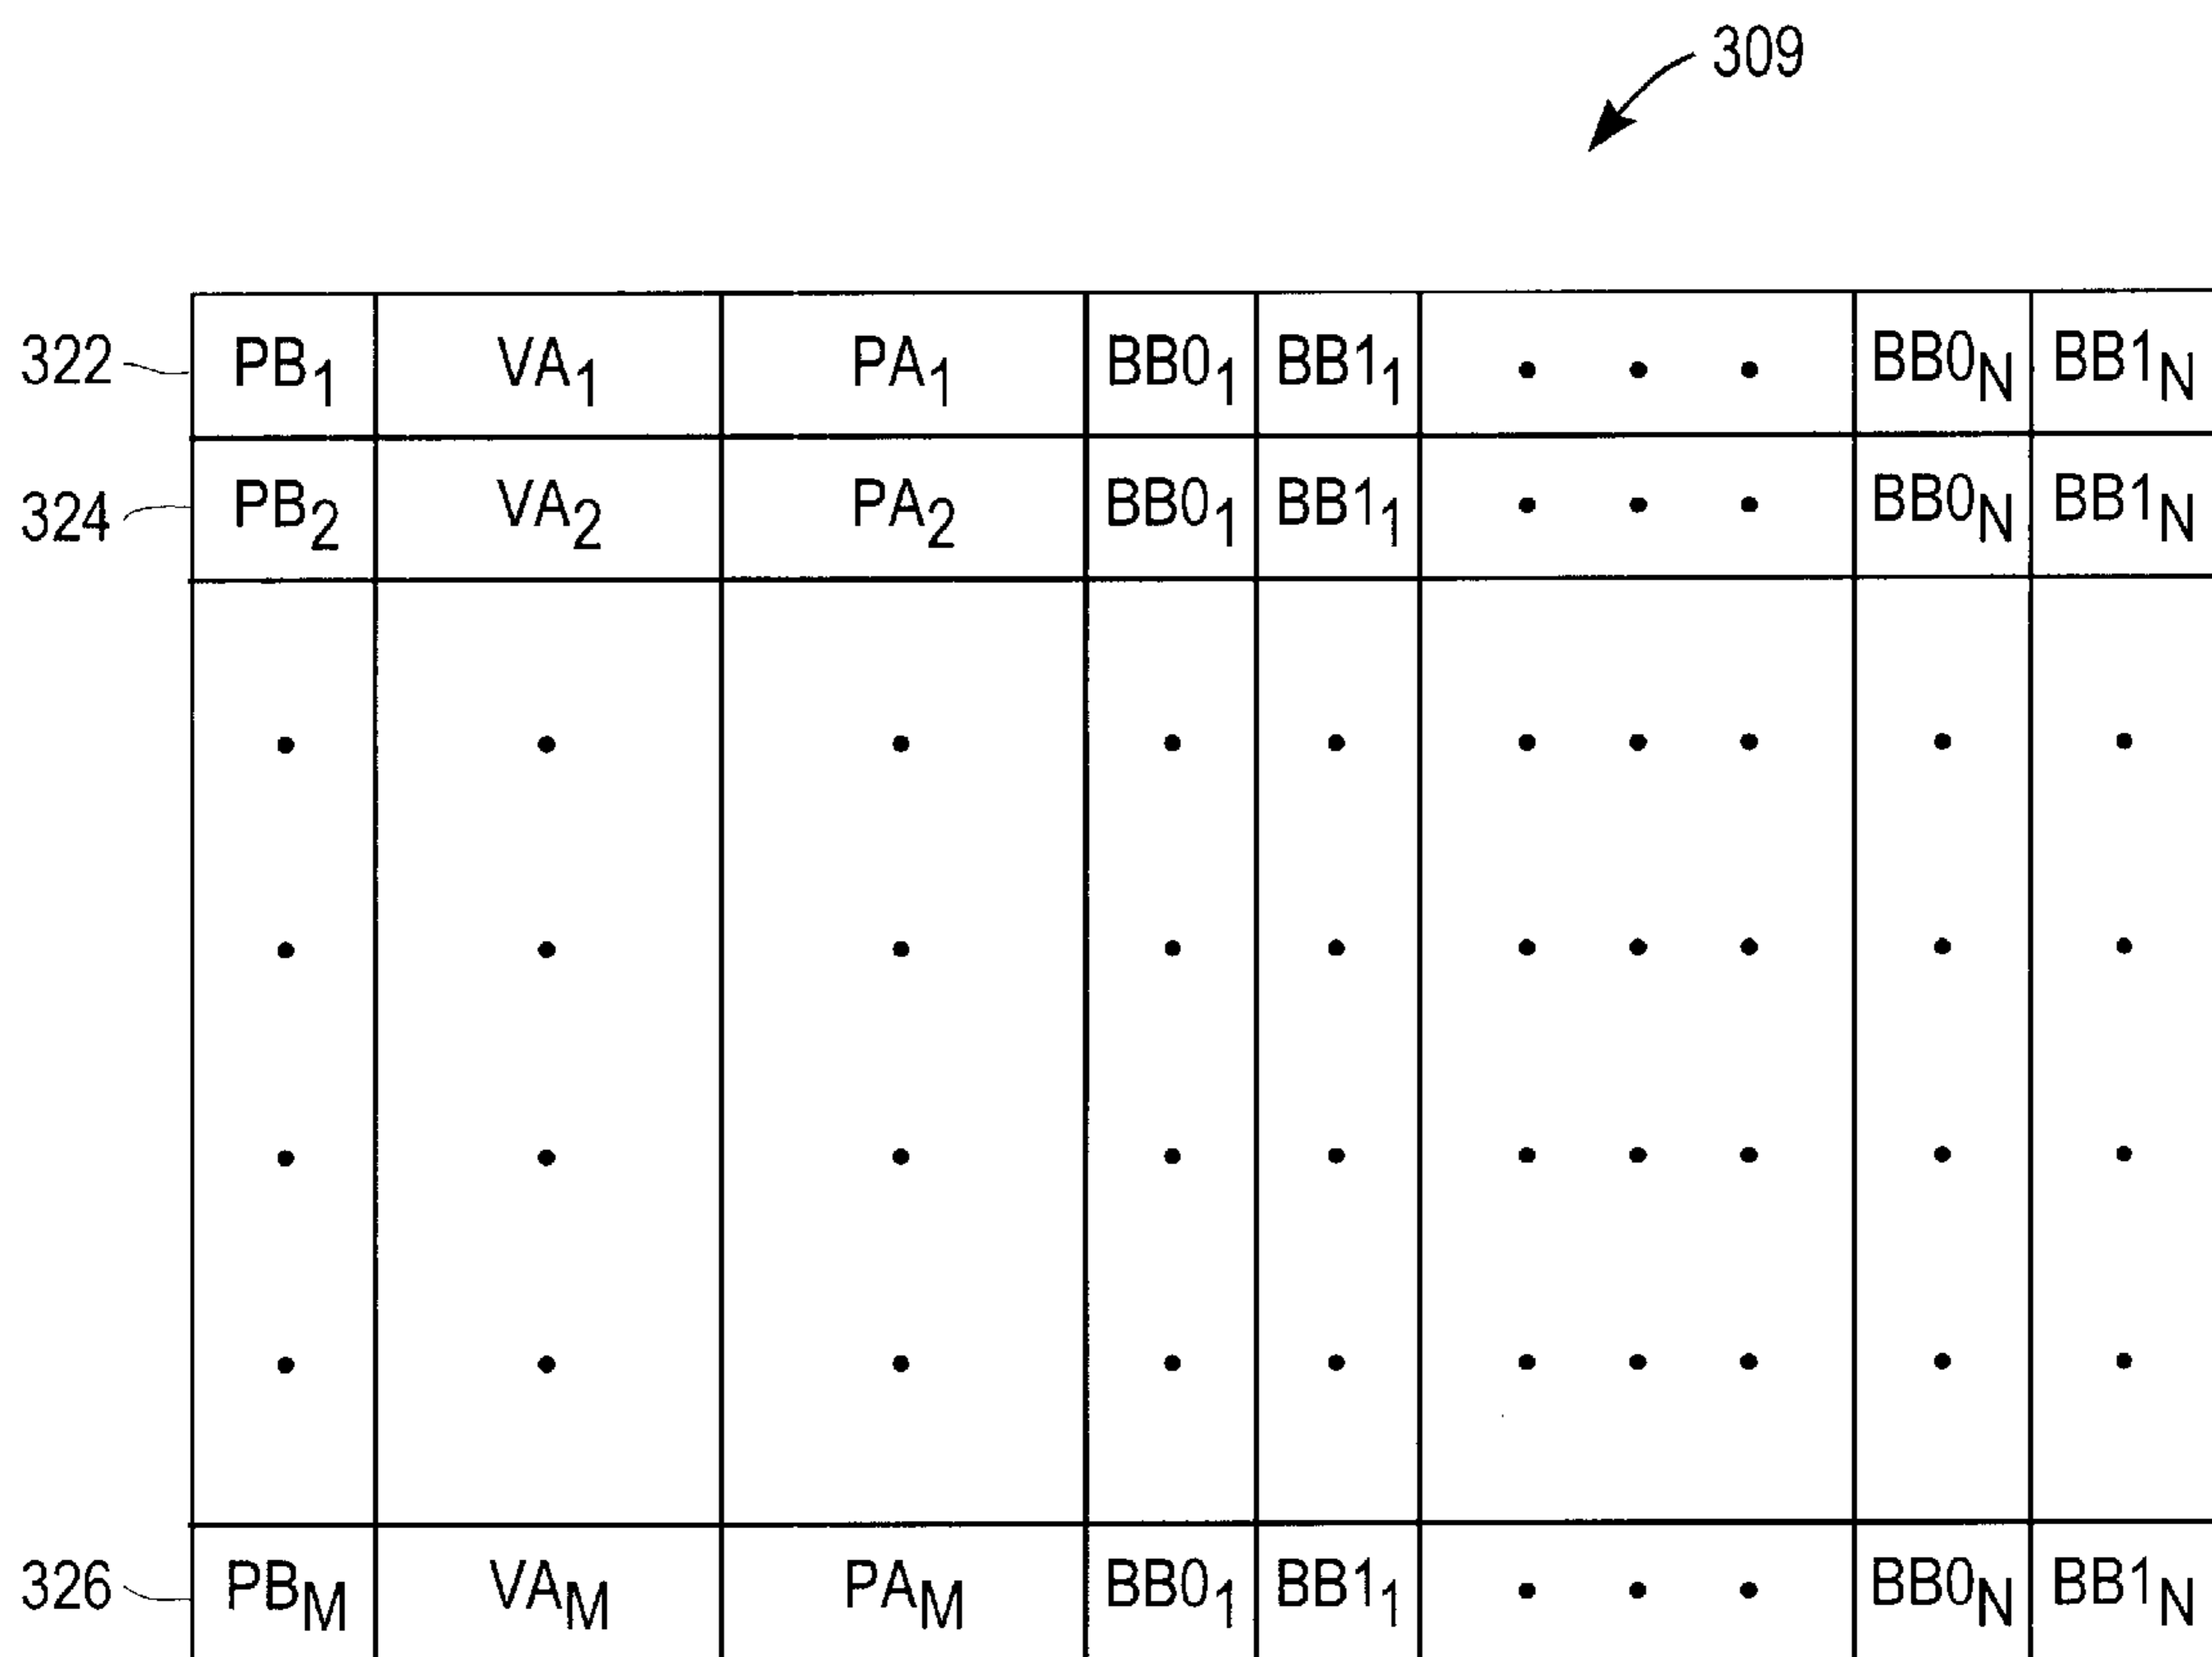 309
322 PB₁ VA₁ PA₁ BB0₁ BB1₁ • • • BB0N BB1N
324 PB₂ VA₂ PA₂ BB0₁ BB1₁ • • • BB0N BB1N
• • • • • • • • • •
• • • • • • • • • •
• • • • • • • • • •
• • • • • • • • • •
326 PBM VAM PAM BB0₁ BB1₁ • • • BB0N BB1N